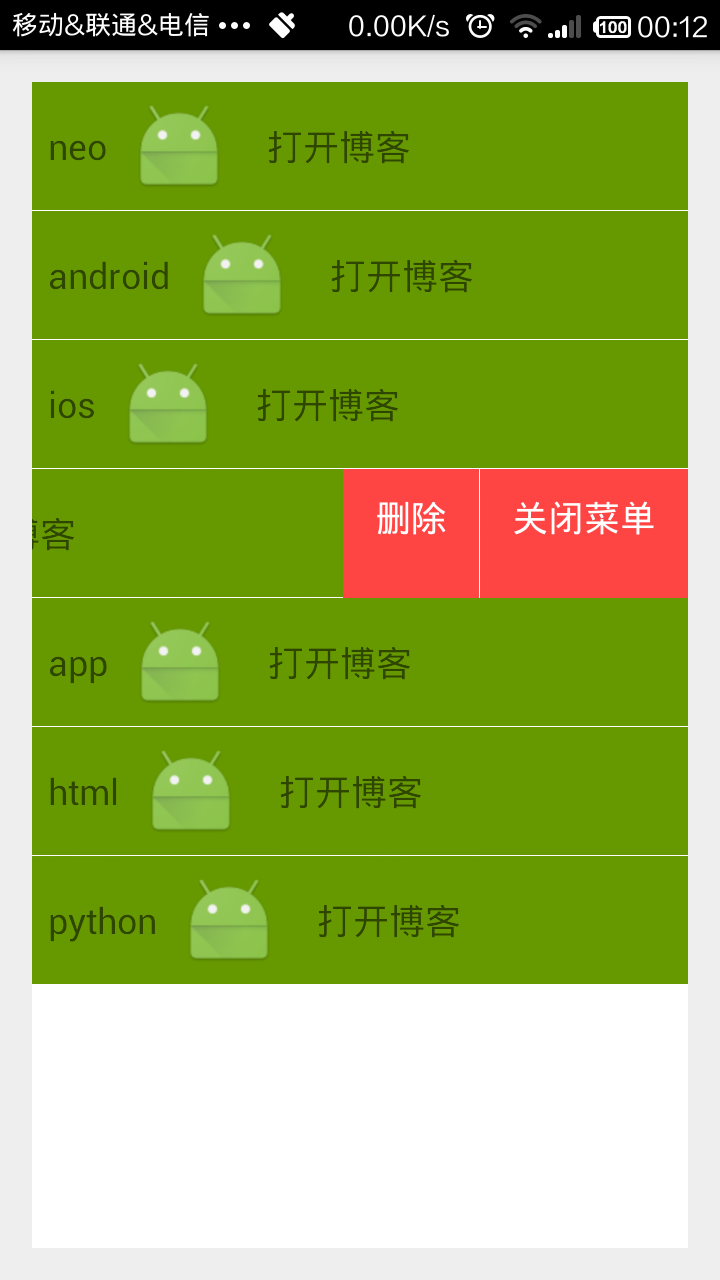 移动&联通&电信 ••• 0.00K/s 100 00:12
neo 打开博客
android 打开博客
ios 打开博客
客 删除 关闭菜单
app 打开博客
html 打开博客
python 打开博客